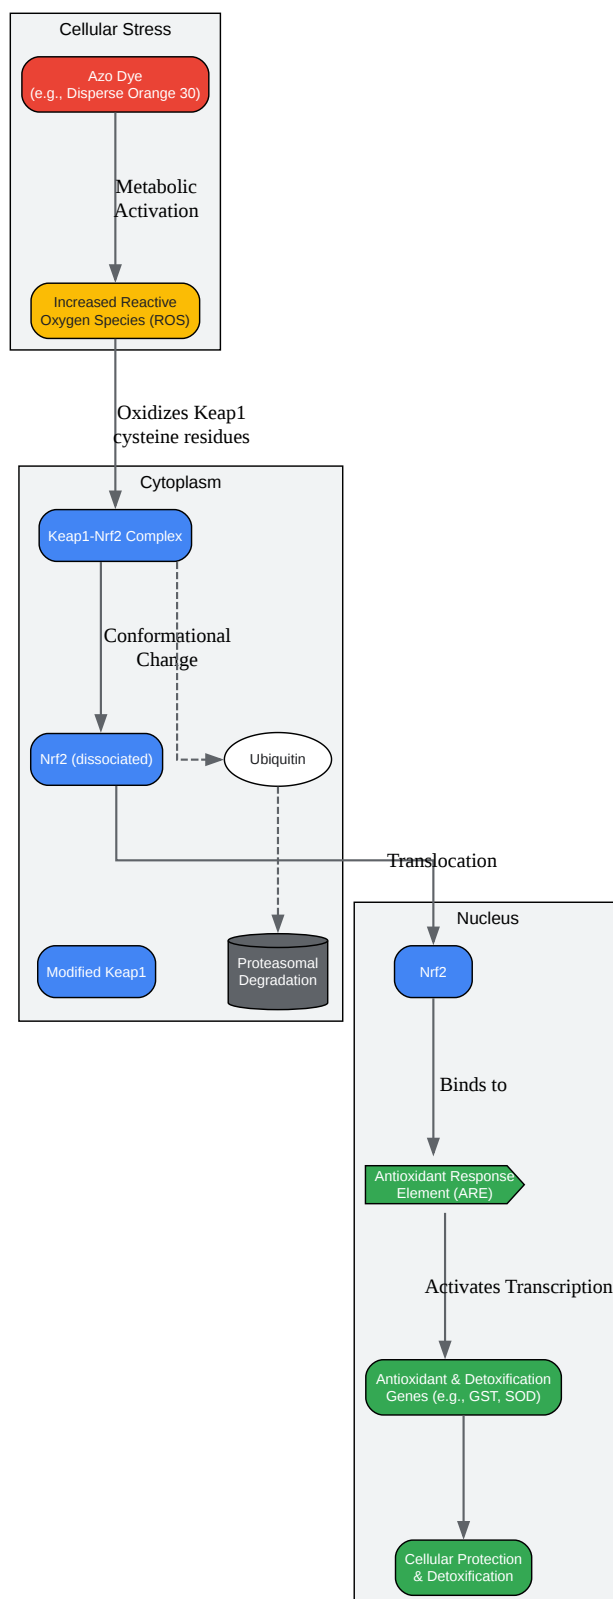 Cellular Stress
Azo Dye
(e.g., Disperse Orange 30)
Metabolic
Activation
Increased Reactive
Oxygen Species (ROS)
Oxidizes Keap1
cysteine residues
Cytoplasm
Keap1-Nrf2 Complex
Conformational
Change
Nrf2 (dissociated)
Ubiquitin
Translocation
Nucleus
Modified Keap1
Proteasomal
Degradation
Nrf2
Binds to
Antioxidant Response
Element (ARE)
Activates Transcription
Antioxidant & Detoxification
Genes (e.g., GST, SOD)
Cellular Protection
& Detoxification